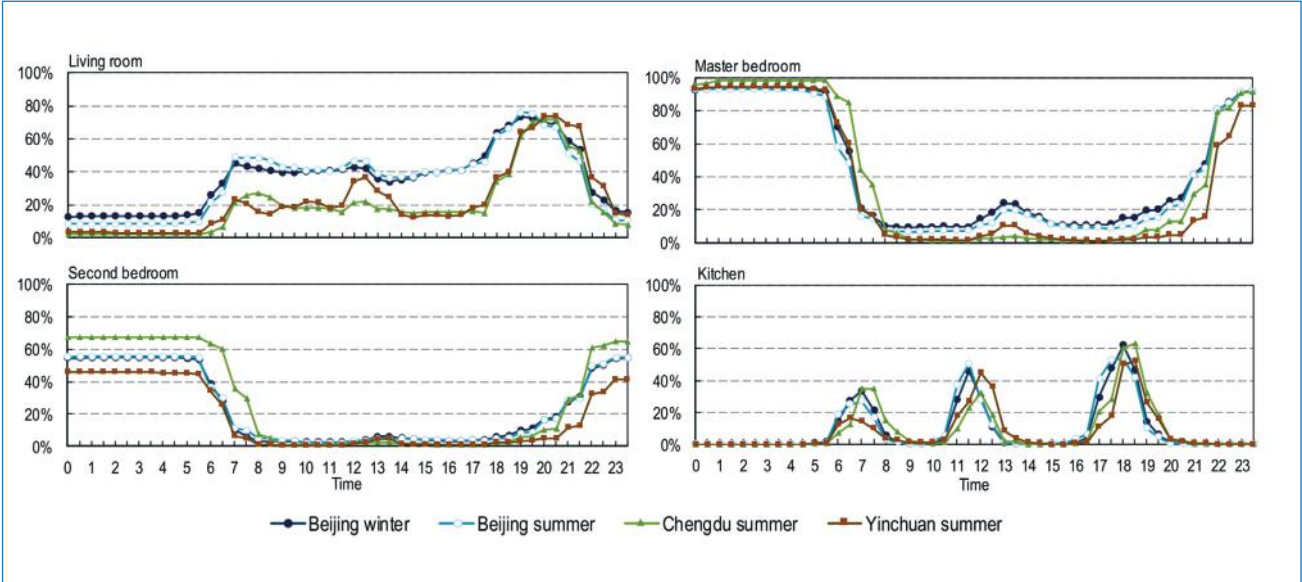 Living room
100%
80%
60%
40%
20%
0%
Master bedroom
100%
80%
60%
40%
20%
0%
Second bedroom
100%
80%
60%
40%
20%
0%
0 1 2 3 4 5 6 7 8 9 10 11 12 13 14 15 16 17 18 19 20 21 22 23
Time
Kitchen
100%
80%
60%
40%
20%
0%
0 1 2 3 4 5 6 7 8 9 10 11 12 13 14 15 16 17 18 19 20 21 22 23
Time
Beijing winter Beijing summer Chengdu summer Yinchuan summer